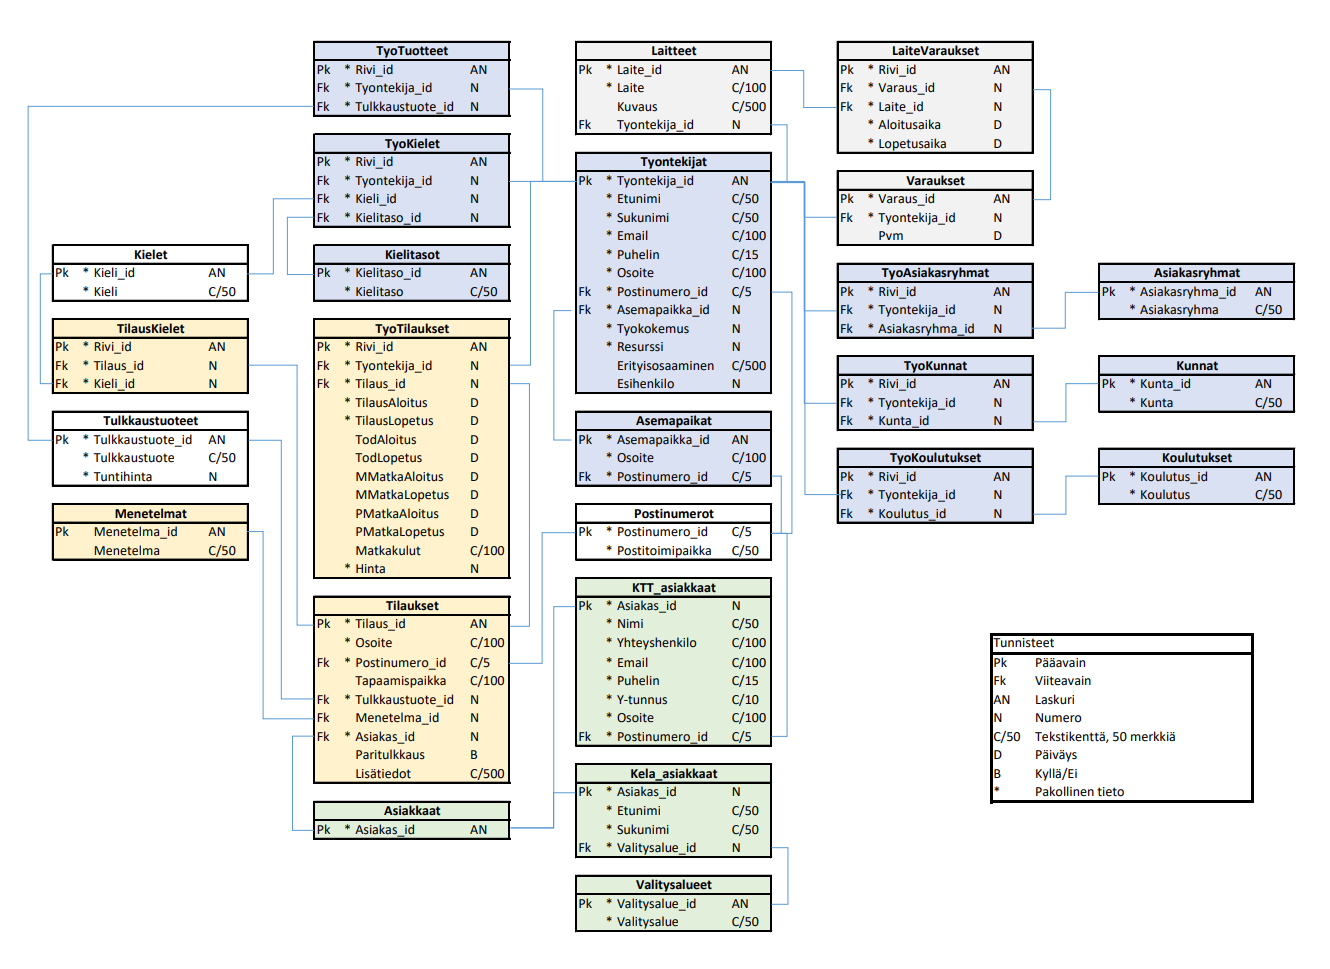 TyoTuotteet
Pk * Rivi_id AN
Fk * Tyontekija_id N
Fk * Tulkkaustuote_id N
TyoKielet
Pk * Rivi_id AN
Fk * Tyontekija_id N
Fk * Kieli_id N
Fk * Kielitaso_id N
Kielitasot
Pk * Kielitaso_id AN
* Kielitaso C/50
Kielet
Pk * Kieli_id AN
* Kieli C/50
TilausKielet
Pk * Rivi_id AN
Fk * Tilaus_id N
Fk * Kieli_id N
Tulkkaustuoteet
Pk * Tulkkaustuote_id AN
* Tulkkaustuote C/50
* Tuntihinta N
Menetelmat
Pk Menetelma_id AN
Menetelma C/50
TyoTilaukset
Pk * Rivi_id AN
Fk * Tyontekija_id N
Fk * Tilaus_id N
* TilausAloitus D
* TilausLopetus D
TodAloitus D
TodLopetus D
MMatkaAloitus D
MMatkaLopetus D
PMatkaAloitus D
PMatkaLopetus D
Matkakulut C/100
* Hinta N
Tilaukset
Pk * Tilaus_id AN
* Osoite C/100
Fk * Postinumero_id C/5
Tapaamispaikka C/100
Fk * Tulkkaustuote_id N
Fk Menetelma_id N
Fk * Asiakas_id N
Paritulkkaus B
Lisätiedot C/500
Asiakkaat
Pk * Asiakas_id AN
Laitteet
Pk * Laite_id AN
* Laite C/100
Kuvaus C/500
Fk Tyontekija_id N
Tyontekijat
Pk * Tyontekija_id AN
* Etunimi C/50
* Sukunimi C/50
* Email C/100
* Puhelin C/15
* Osoite C/100
Fk * Postinumero_id C/5
Fk * Asemapaikka_id N
* Tyokokemus N
* Resurssi N
Erityisosaaminen C/500
Esihenkilo N
Asemapaikat
Pk * Asemapaikka_id AN
* Osoite C/100
Fk * Postinumero_id C/5
Postinumerot
Pk * Postinumero_id C/5
* Postitoimipaikka C/50
KTT_asiakkaat
Pk * Asiakas_id N
* Nimi C/50
* Yhteyshenkilo C/100
* Email C/100
* Puhelin C/15
* Y-tunnus C/10
* Osoite C/100
Fk * Postinumero_id C/5
Kela_asiakkaat
Pk * Asiakas_id N
* Etunimi C/50
* Sukunimi C/50
Fk * Valitysalue_id N
Valitysalueet
Pk * Valitysalue_id AN
* Valitysalue C/50
LaiteVaraukset
Pk * Rivi_id AN
Fk * Varaus_id N
Fk * Laite_id N
* Aloitusaika D
* Lopetusaika D
Varaukset
Pk * Varaus_id AN
Fk * Tyontekija_id N
Pvm D
TyoAsiakasryhmat
Pk * Rivi_id AN
Fk * Tyontekija_id N
Fk * Asiakasryhma_id N
TyoKunnat
Pk * Rivi_id AN
Fk * Tyontekija_id N
Fk * Kunta_id N
TyoKoulutukset
Pk * Rivi_id AN
Fk * Tyontekija_id N
Fk * Koulutus_id N
Asiakasryhmat
Pk * Asiakasryhma_id AN
* Asiakasryhma C/50
Kunnat
Pk * Kunta_id AN
* Kunta C/50
Koulutukset
Pk * Koulutus_id AN
* Koulutus C/50
Tunnisteet
Pk Pääavain
Fk Viiteavain
AN Laskuri
N Numero
C/50 Tekstikenttä, 50 merkkiä
D Päiväys
B Kyllä/Ei
* Pakollinen tieto